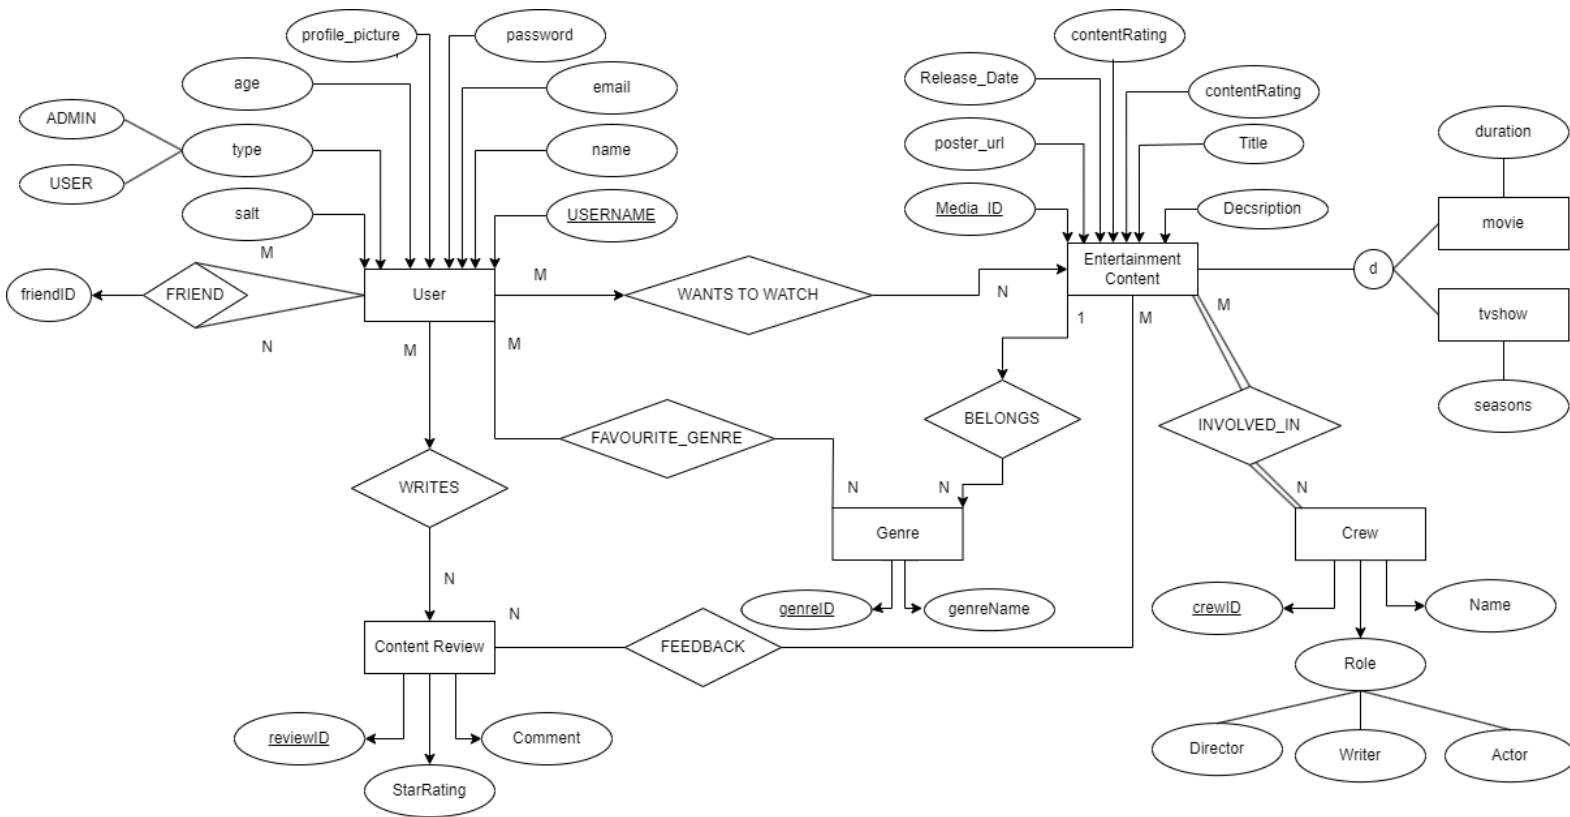 profile_picture
password
contentRating
age
email
Release_Date
contentRating
ADMIN
type
name
poster_url
Title
duration
USER
salt
USERNAME
Media_ID
Decsription
movie
M
friendID
FRIEND
User
M
WANTS TO WATCH
N
Entertainment
Content
d
tvshow
N
M
M
1
M
M
seasons
BELONGS
INVOLVED_IN
FAVOURITE_GENRE
WRITES
N
N
N
Genre
Crew
N
genreID
genreName
crewID
Name
N
Content Review
FEEDBACK
Role
reviewID
Comment
Director
Writer
Actor
StarRating